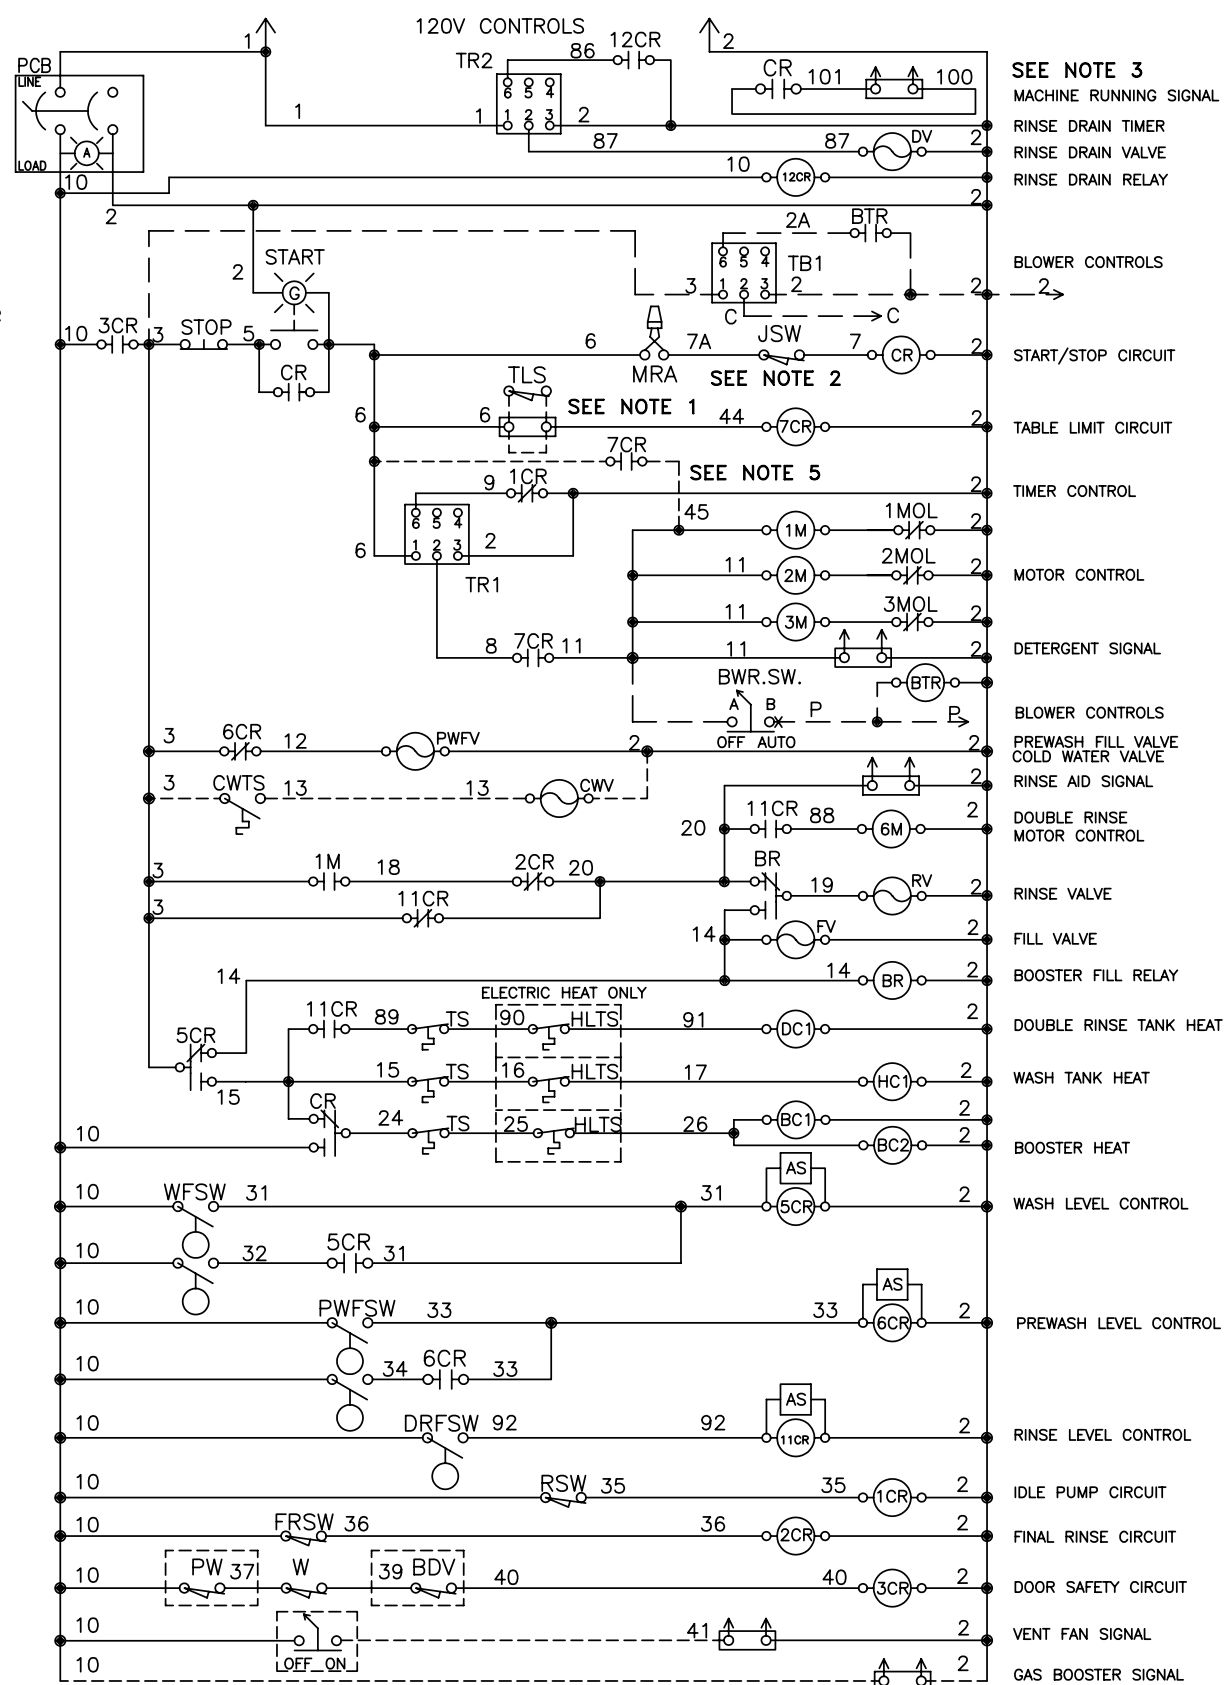 120V CONTROLS
1 TR2 86 12CR 2
PCB
LINE
LOAD
A
6 5 4
1 2 3
CR 101 100
SEE NOTE 3
MACHINE RUNNING SIGNAL
1 1 2 RINSE DRAIN TIMER
87 87 DV 2 RINSE DRAIN VALVE
10 10 12CR 2 RINSE DRAIN RELAY
2 2
2A BTR
START
2
G
6 5 4
1 2 3
TB1
3 2 2 2
BLOWER CONTROLS
C C
10 3CR 3 STOP 5
CR
6 MRA 7A JSW 7 CR 2 START/STOP CIRCUIT
SEE NOTE 2
TLS
SEE NOTE 1
6 6 44 7CR 2 TABLE LIMIT CIRCUIT
7CR
SEE NOTE 5
9 1CR 2 TIMER CONTROL
6 5 4
1 2 3
6 2
TR1
45 1M 1MOL 2
11 2M 2MOL 2 MOTOR CONTROL
11 3M 3MOL 2
8 7CR 11 11 2 DETERGENT SIGNAL
BWR.SW.
BTR
A B P P
OFF AUTO
BLOWER CONTROLS
3 6CR 12 PWFV 2 2 PREWASH FILL VALVE
COLD WATER VALVE
3 CWTS 13 13 CWV
2 RINSE AID SIGNAL
20 11CR 88 6M 2 DOUBLE RINSE
MOTOR CONTROL
3 1M 18 2CR 20 BR
19 RV 2 RINSE VALVE
3 11CR
14 FV 2 FILL VALVE
14 14 BR 2 BOOSTER FILL RELAY
ELECTRIC HEAT ONLY
11CR 89 TS 90 HLTS 91 DC1 2 DOUBLE RINSE TANK HEAT
5CR
15 15 TS 16 HLTS 17 HC1 2 WASH TANK HEAT
CR 24 TS 25 HLTS 26 BC1 2
10 BC2 2 BOOSTER HEAT
AS
10 WFSW 31 31 5CR 2 WASH LEVEL CONTROL
10 32 5CR 31
AS
10 PWFSW 33 33 6CR 2 PREWASH LEVEL CONTROL
10 34 6CR 33
AS
10 DRFSW 92 92 11CR 2 RINSE LEVEL CONTROL
10 RSW 35 35 1CR 2 IDLE PUMP CIRCUIT
10 FRSW 36 36 2CR 2 FINAL RINSE CIRCUIT
10 PW 37 W 39 BDV 40 40 3CR 2 DOOR SAFETY CIRCUIT
10 OFF ON 41 2 VENT FAN SIGNAL
10 2 GAS BOOSTER SIGNAL